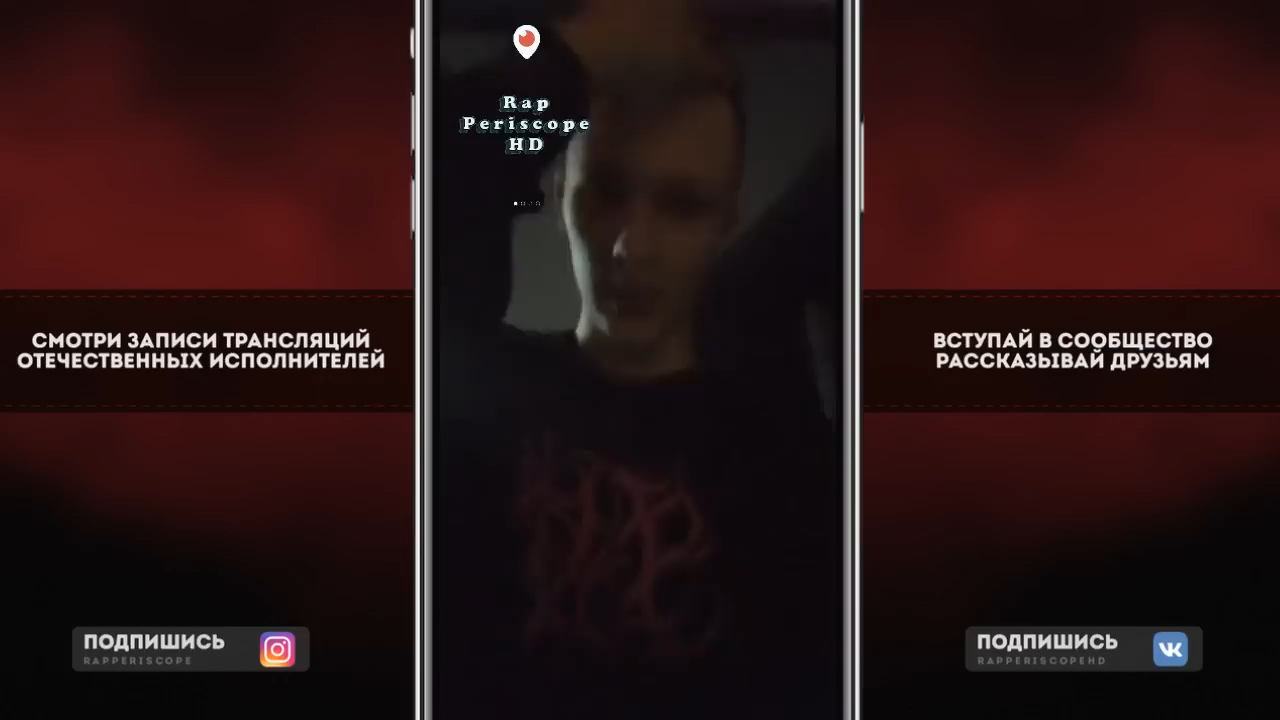 Rap
Periscope
HD
СМОТРИ ЗАПИСИ ТРАНСЛЯЦИЙ
ОТЕЧЕСТВЕННЫХ ИСПОЛНИТЕЛЕЙ
ВСТУПАЙ В СООБЩЕСТВО
РАССКАЗЫВАЙ ДРУЗЬЯМ
ПОДПИШИСЬ
RAPPERISCOPE
ПОДПИШИСЬ
RAPPERISCOPEHD